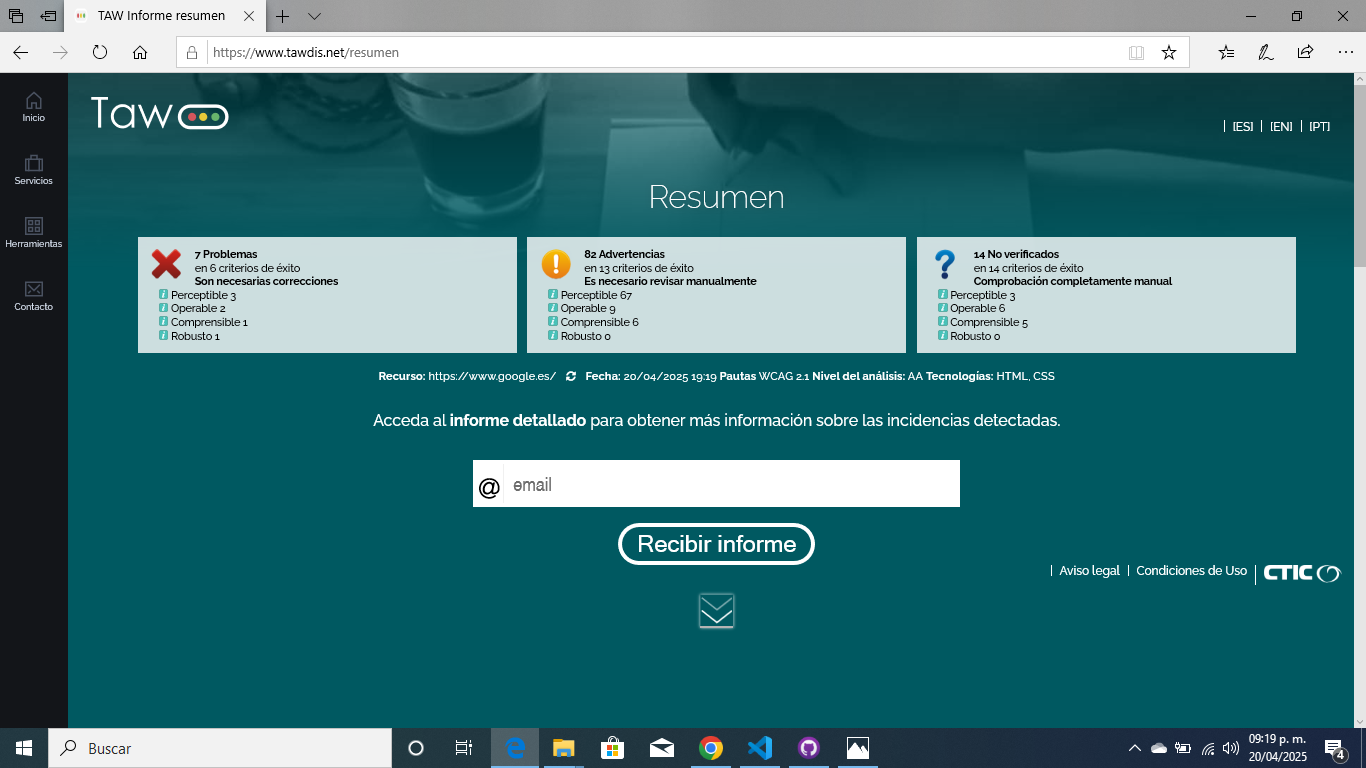 TAW Informe resumen
https://www.tawdis.net/resumen
Inicio
Servicios
Herramientas
Contacto
Taw
[ES] | [EN] | [PT]
Resumen
7 Problemas
en 6 criterios de éxito
Son necesarias correcciones
Perceptible 3
Operable 2
Comprensible 1
Robusto 1
82 Advertencias
en 13 criterios de éxito
Es necesario revisar manualmente
Perceptible 67
Operable 9
Comprensible 6
Robusto 0
14 No verificados
en 14 criterios de éxito
Comprobación completamente manual
Perceptible 3
Operable 6
Comprensible 5
Robusto 0
Recurso: https://www.google.es/ Fecha: 20/04/2025 19:19 Pautas WCAG 2.1 Nivel del análisis: AA Tecnologías: HTML, CSS
Acceda al informe detallado para obtener más información sobre las incidencias detectadas.
@ email
Recibir informe
| Aviso legal | Condiciones de Uso | CTIC
Buscar
09:19 p. m.
20/04/2025
4